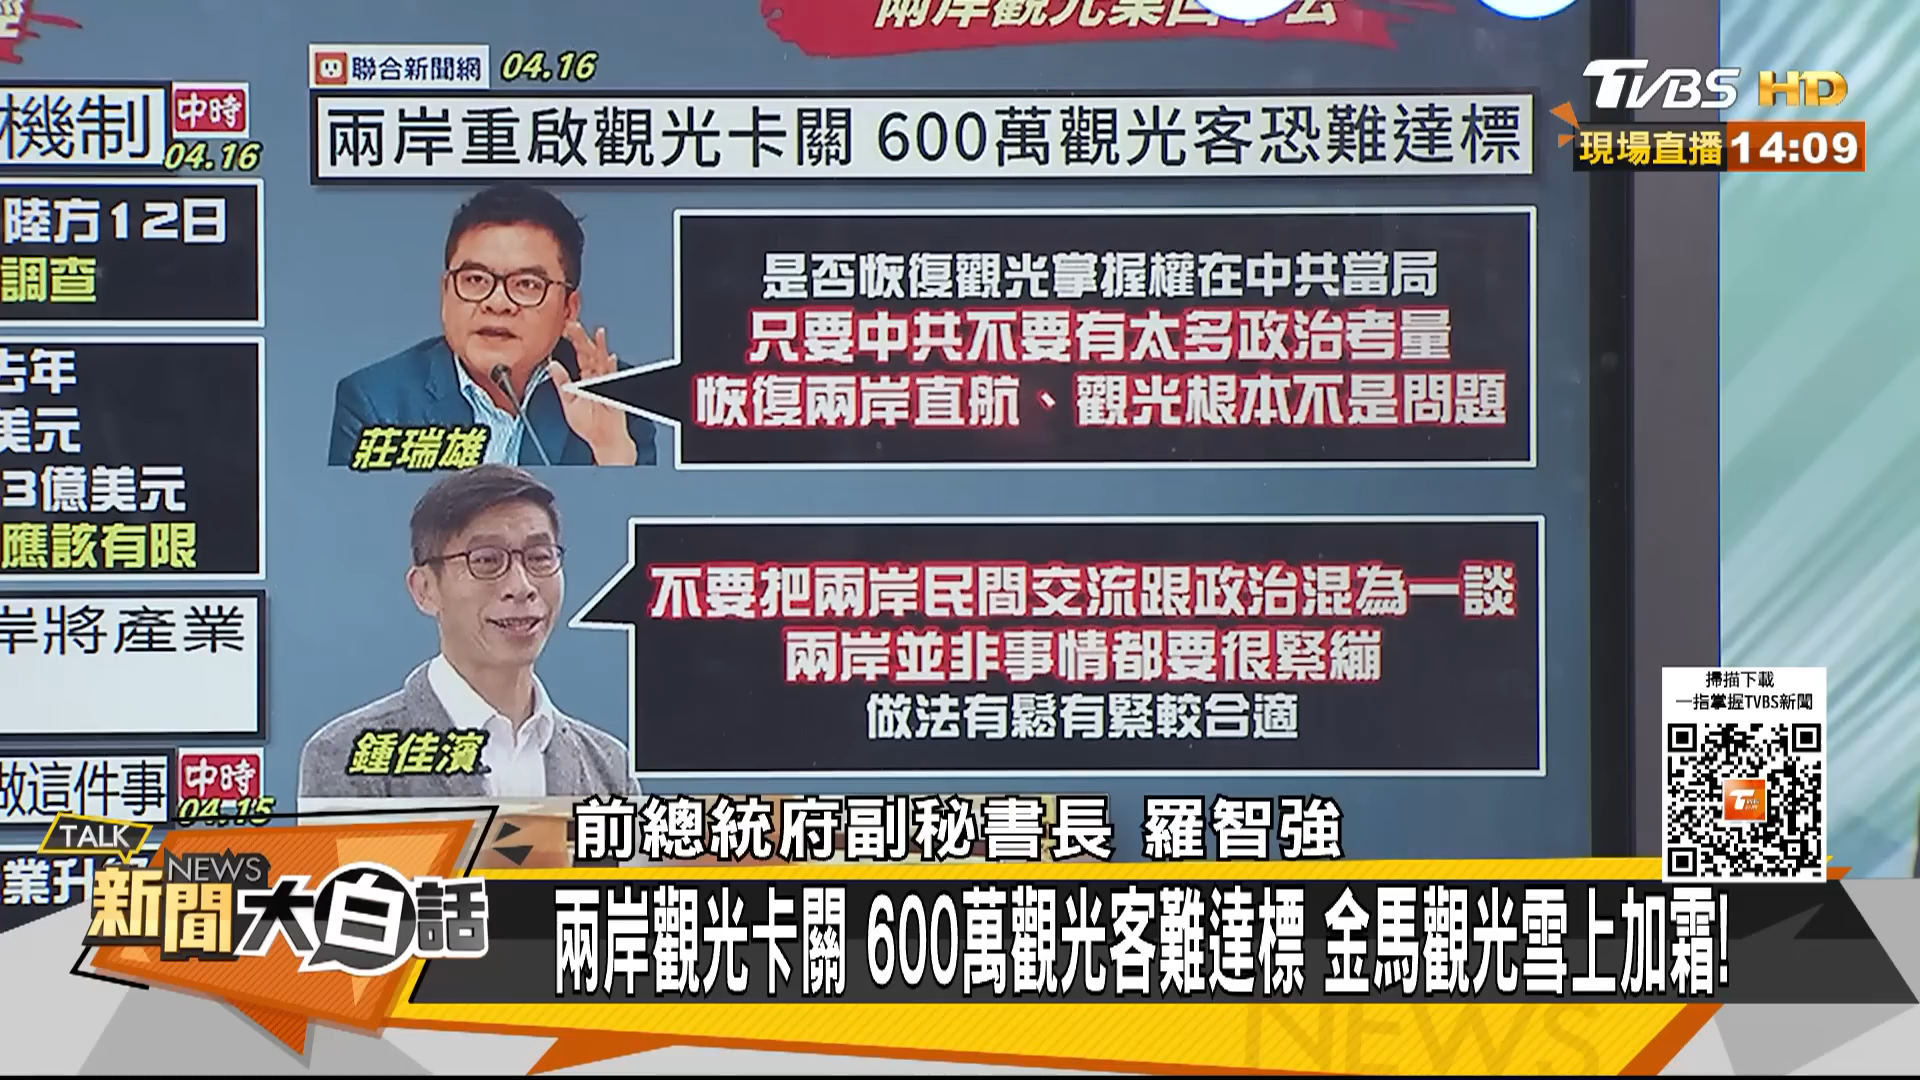 聯合新聞網 04.16
兩岸重啟觀光卡關 600萬觀光客恐難達標
TVBS HD
現場直播 14:09
機制
中時
04.16
陸方12日
調查
去年
美元
3億美元
應該有限
岸將產業
做這件事
中時
04.15
業升
是否恢復觀光掌握權在中共當局
只要中共不要有太多政治考量
恢復兩岸直航、觀光根本不是問題
莊瑞雄
不要把兩岸民間交流跟政治混為一談
兩岸並非事情都要很緊繃
做法有鬆有緊較合適
鍾佳濱
掃描下載
一指掌握TVBS新聞
前總統府副秘書長 羅智強
TALK
NEWS
新聞大白話
兩岸觀光卡關 600萬觀光客難達標 金馬觀光雪上加霜!
NEWS